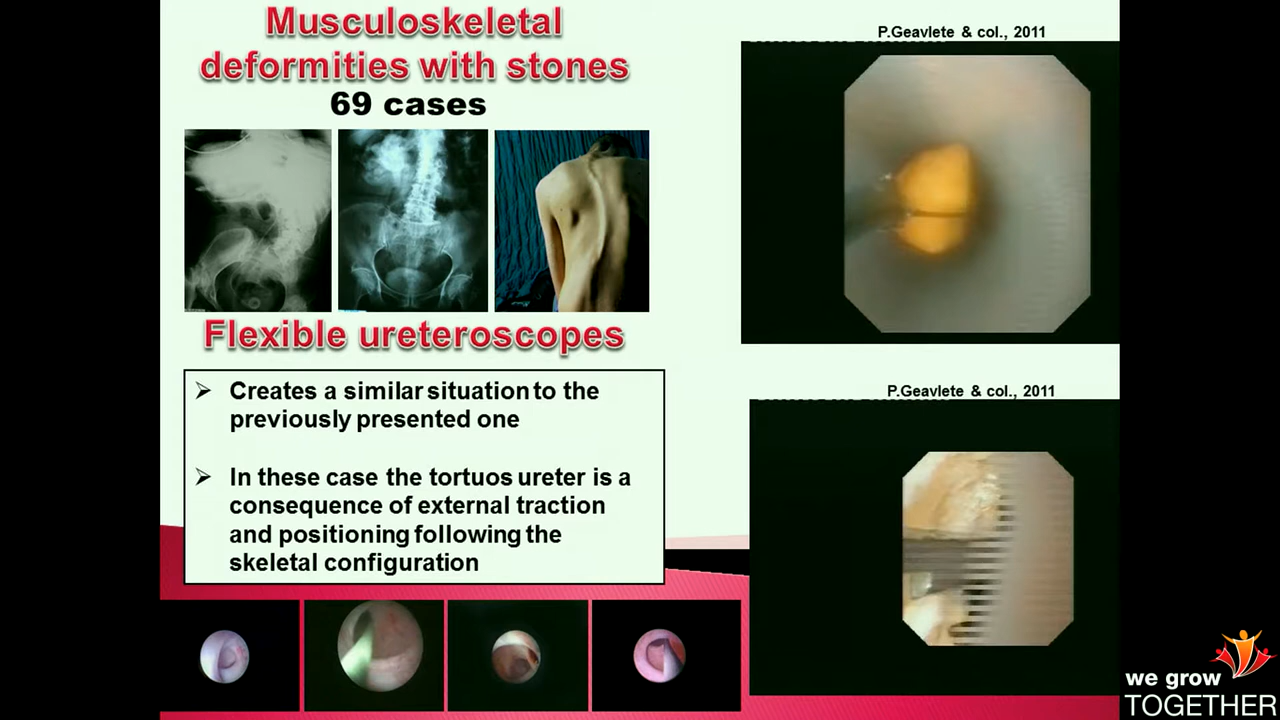 Musculoskeletal
deformities with stones
69 cases
P.Geavlete & col., 2011
Flexible ureteroscopes
Creates a similar situation to the
previously presented one
In these case the tortuos ureter is a
consequence of external traction
and positioning following the
skeletal configuration
P.Geavlete & col., 2011
we grow
TOGETHER